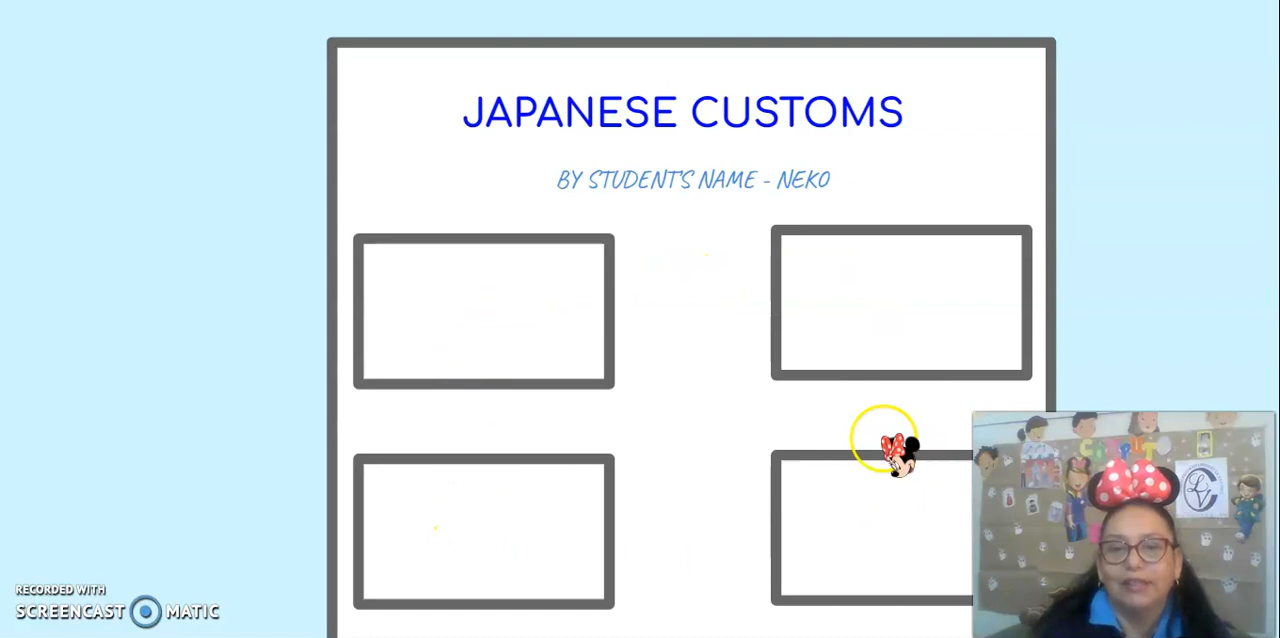 JAPANESE CUSTOMS
BY STUDENT'S NAME - NEKO
RECORDED WITH
SCREENCAST MATIC